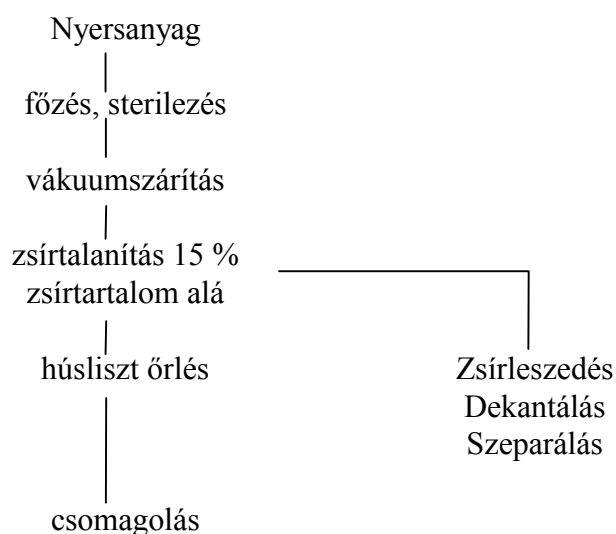 Nyersanyag
főzés, sterilezés
vákuumszárítás
zsírtalanítás 15 %
zsírtartalom alá
húsliszt őrlés
Zsírleszedés
Dekantálás
Szeparálás
csomagolás